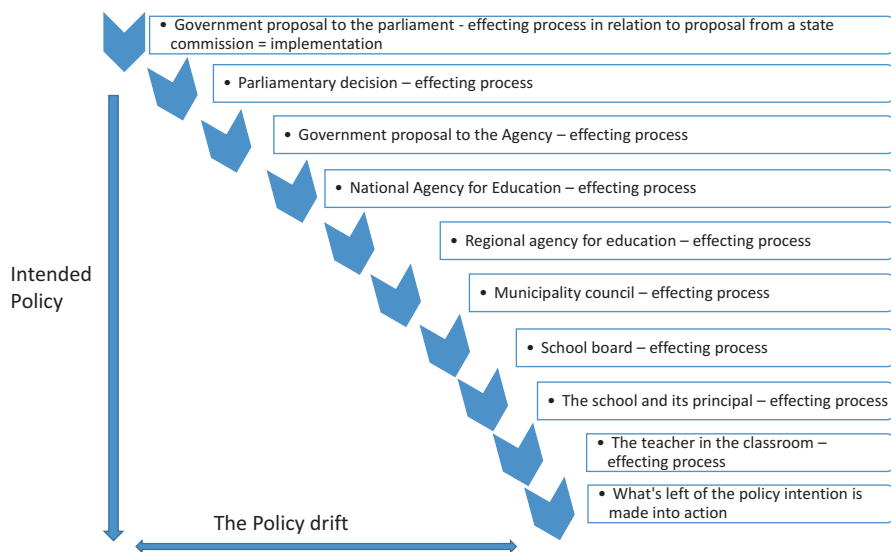 • Government proposal to the parliament - effecting process in relation to proposal from a state
commission = implementation
• Parliamentary decision – effecting process
• Government proposal to the Agency – effecting process
• National Agency for Education – effecting process
• Regional agency for education – effecting process
Intended
Policy
• Municipality council – effecting process
• School board – effecting process
• The school and its principal – effecting process
• The teacher in the classroom –
effecting process
• What's left of the policy intention is
made into action
The Policy drift